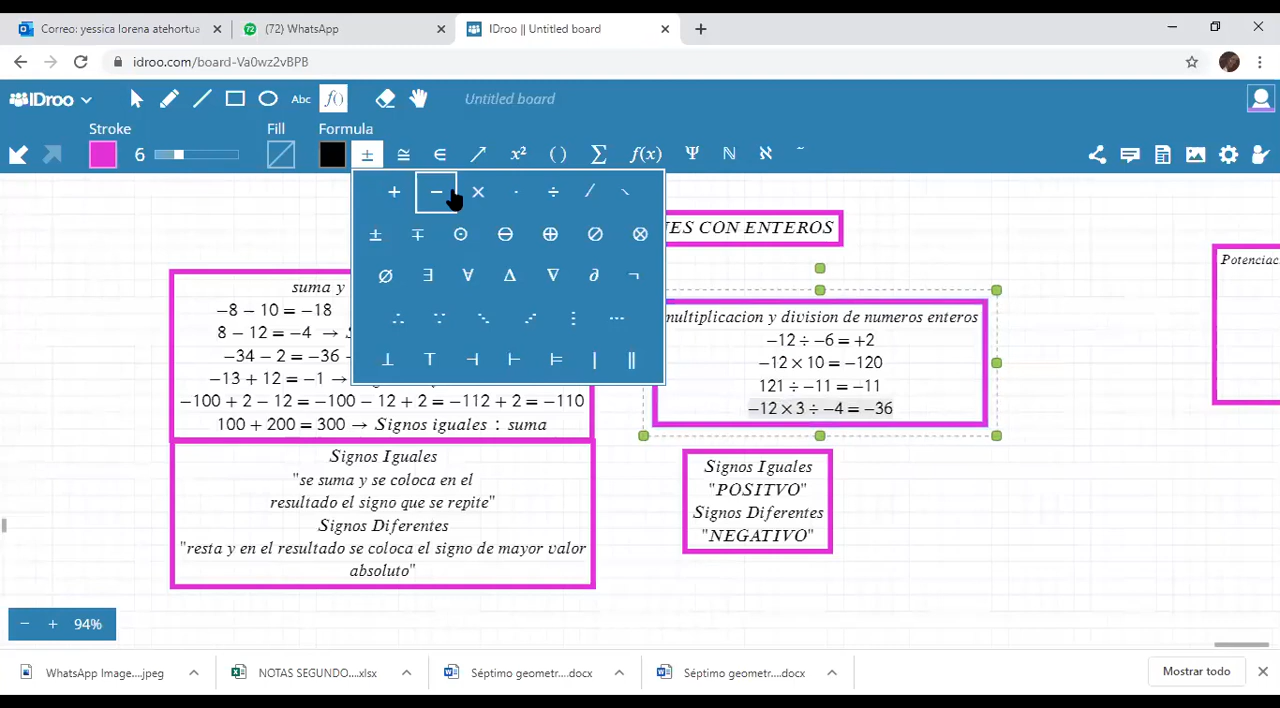 Correo: yessica lorena atehortua
(72) WhatsApp
IDroo || Untitled board
idroo.com/board-Va0wz2vBPB
IDroo
Abc
f()
Untitled board
Stroke
Fill
Formula
6
± ≅ ∈ ↗ x² ( ) ∑ f(x) Ψ ℕ ℵ
+ − × · ÷ / \
± ∓ ⊙ ⊖ ⊕ ⊘ ⊗
∅ ∃ ∀ Δ ∇ ∂ ¬
∴ ∵ ⋱ ⋰ ⋮ ⋯
⊥ ⊤ ⊣ ⊢ ⊨ | ‖
ES CON ENTEROS
suma y
−8 − 10 = −18
8 − 12 = −4 → S
−34 − 2 = −36 −
−13 + 12 = −1 →
−100 + 2 − 12 = −100 − 12 + 2 = −112 + 2 = −110
100 + 200 = 300 → Signos iguales : suma
Signos Iguales
"se suma y se coloca en el
resultado el signo que se repite"
Signos Diferentes
"resta y en el resultado se coloca el signo de mayor valor
absoluto"
multiplicacion y division de numeros enteros
−12 ÷ −6 = +2
−12 × 10 = −120
121 ÷ −11 = −11
−12 × 3 ÷ −4 = −36
Signos Iguales
"POSITVO"
Signos Diferentes
"NEGATIVO"
Potenciac
94%
WhatsApp Image....jpeg
NOTAS SEGUNDO....xlsx
Séptimo geometr....docx
Séptimo geometr....docx
Mostrar todo